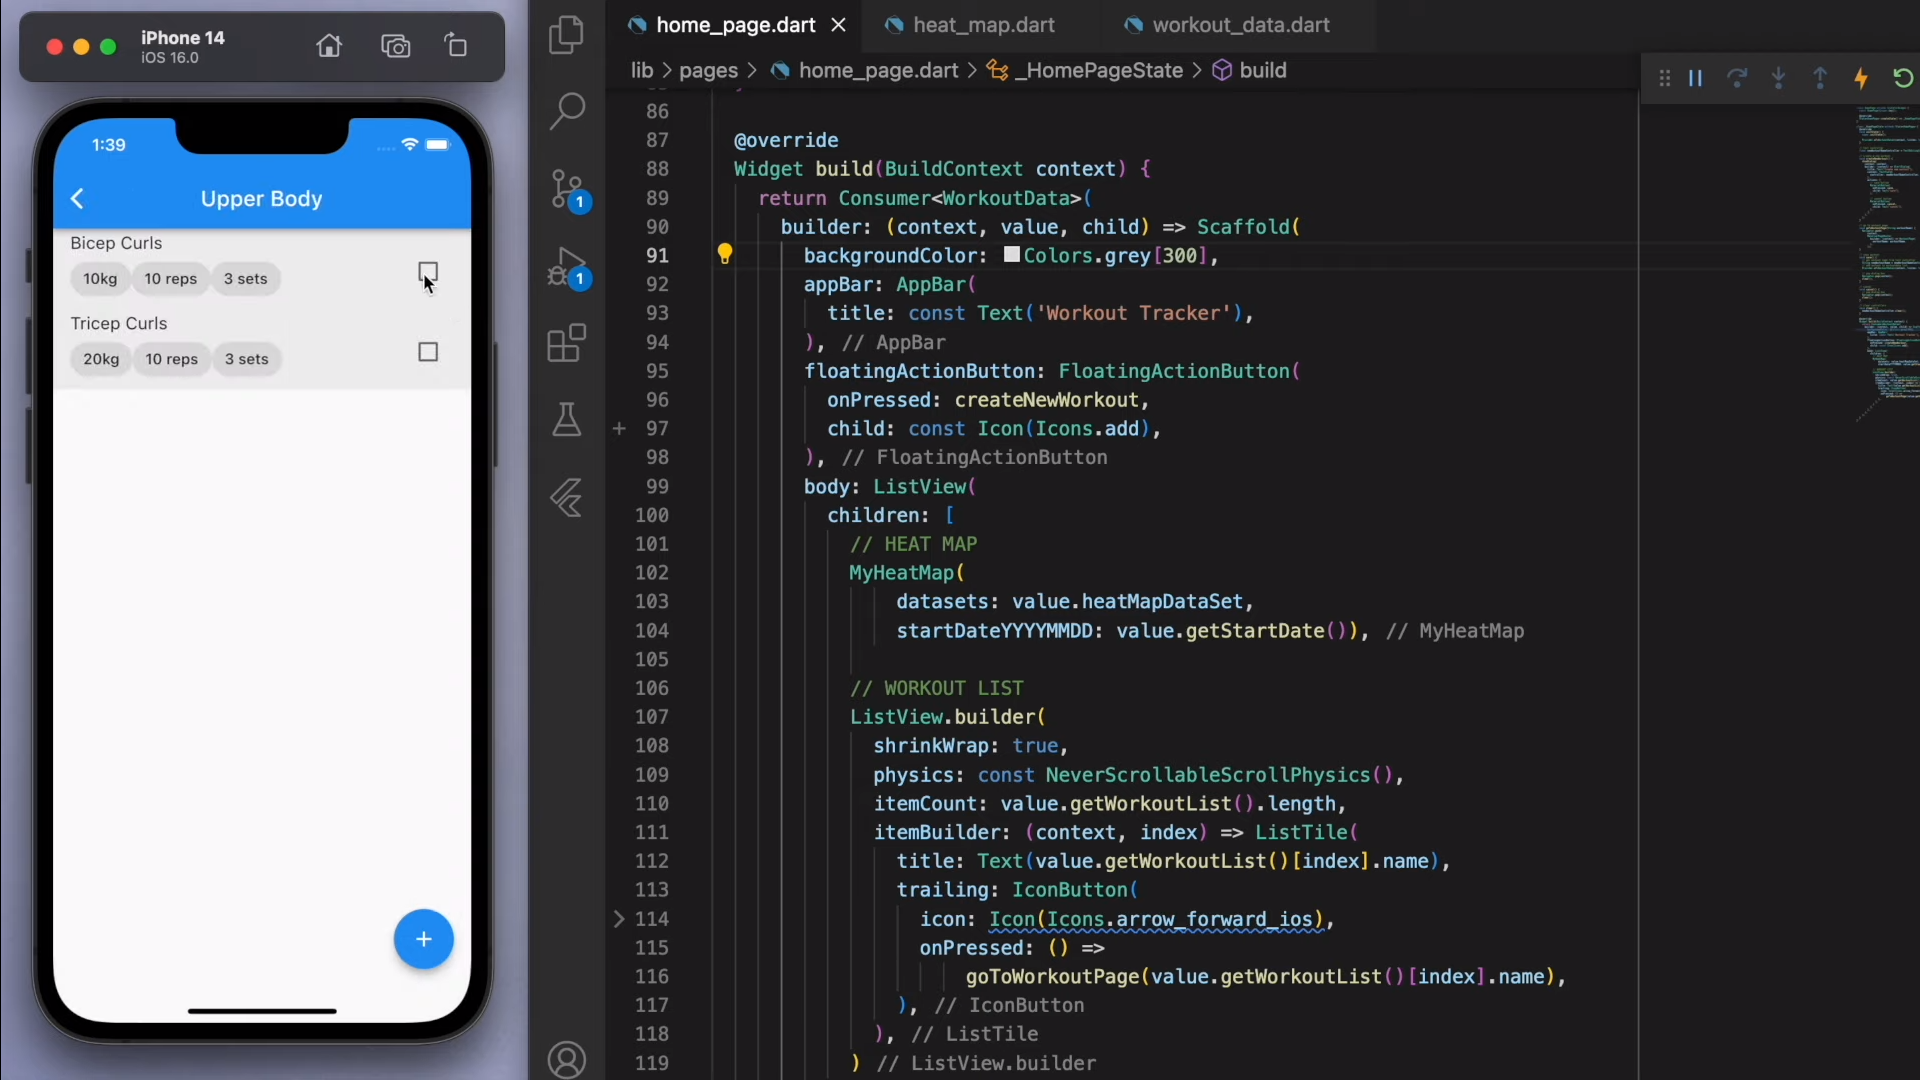 iPhone 14
iOS 16.0
1:39
Upper Body
Bicep Curls
10kg 10 reps 3 sets
Tricep Curls
20kg 10 reps 3 sets
+
1
1
home_page.dart
heat_map.dart
workout_data.dart
lib > pages > home_page.dart > _HomePageState > build
86
87 @override
88 Widget build(BuildContext context) {
89 return Consumer<WorkoutData>(
90 builder: (context, value, child) => Scaffold(
91 backgroundColor: Colors.grey[300],
92 appBar: AppBar(
93 title: const Text('Workout Tracker'),
94 ), // AppBar
95 floatingActionButton: FloatingActionButton(
96 onPressed: createNewWorkout,
97 child: const Icon(Icons.add),
98 ), // FloatingActionButton
99 body: ListView(
100 children: [
101 // HEAT MAP
102 MyHeatMap(
103 datasets: value.heatMapDataSet,
104 startDateYYYYMMDD: value.getStartDate()), // MyHeatMap
105
106 // WORKOUT LIST
107 ListView.builder(
108 shrinkWrap: true,
109 physics: const NeverScrollableScrollPhysics(),
110 itemCount: value.getWorkoutList().length,
111 itemBuilder: (context, index) => ListTile(
112 title: Text(value.getWorkoutList()[index].name),
113 trailing: IconButton(
114 icon: Icon(Icons.arrow_forward_ios),
115 onPressed: () =>
116 goToWorkoutPage(value.getWorkoutList()[index].name),
117 ), // IconButton
118 ), // ListTile
119 ) // ListView.builder